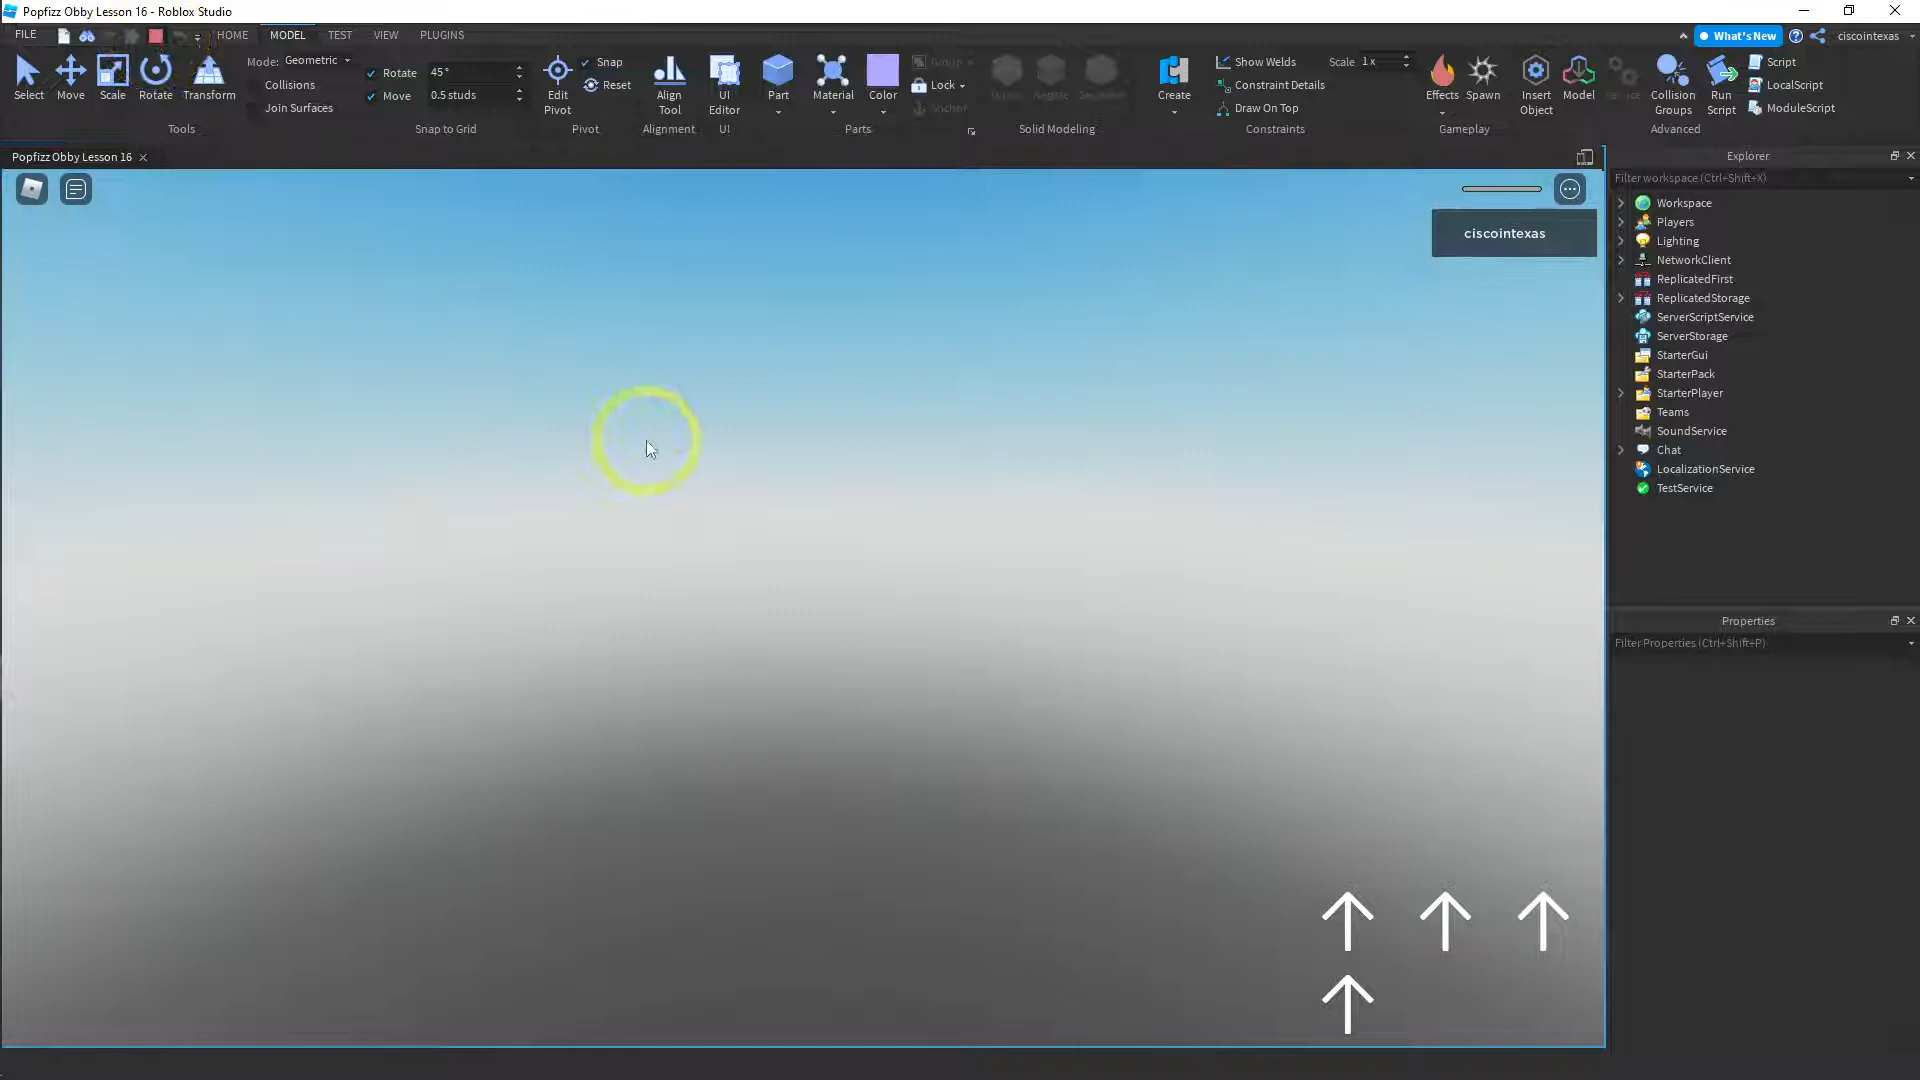 Popfizz Obby Lesson 16 - Roblox Studio
FILE
HOME
MODEL
TEST
VIEW
PLUGINS
What's New
ciscointexas
Select
Move
Scale
Rotate
Transform
Tools
Mode: Geometric
Collisions
Join Surfaces
Rotate 45°
Move 0.5 studs
Snap to Grid
Edit
Pivot
Snap
Reset
Pivot
Align
Tool
Alignment
UI
Editor
UI
Part
Material
Color
Group
Lock
Anchor
Parts
Solid Modeling
Create
Show Welds
Scale 1x
Constraint Details
Draw On Top
Constraints
Effects
Spawn
Gameplay
Insert
Object
Model
Collision
Groups
Run
Script
Script
LocalScript
ModuleScript
Advanced
Popfizz Obby Lesson 16
ciscointexas
Explorer
Filter workspace (Ctrl+Shift+X)
Workspace
Players
Lighting
NetworkClient
ReplicatedFirst
ReplicatedStorage
ServerScriptService
ServerStorage
StarterGui
StarterPack
StarterPlayer
Teams
SoundService
Chat
LocalizationService
TestService
Properties
Filter Properties (Ctrl+Shift+P)